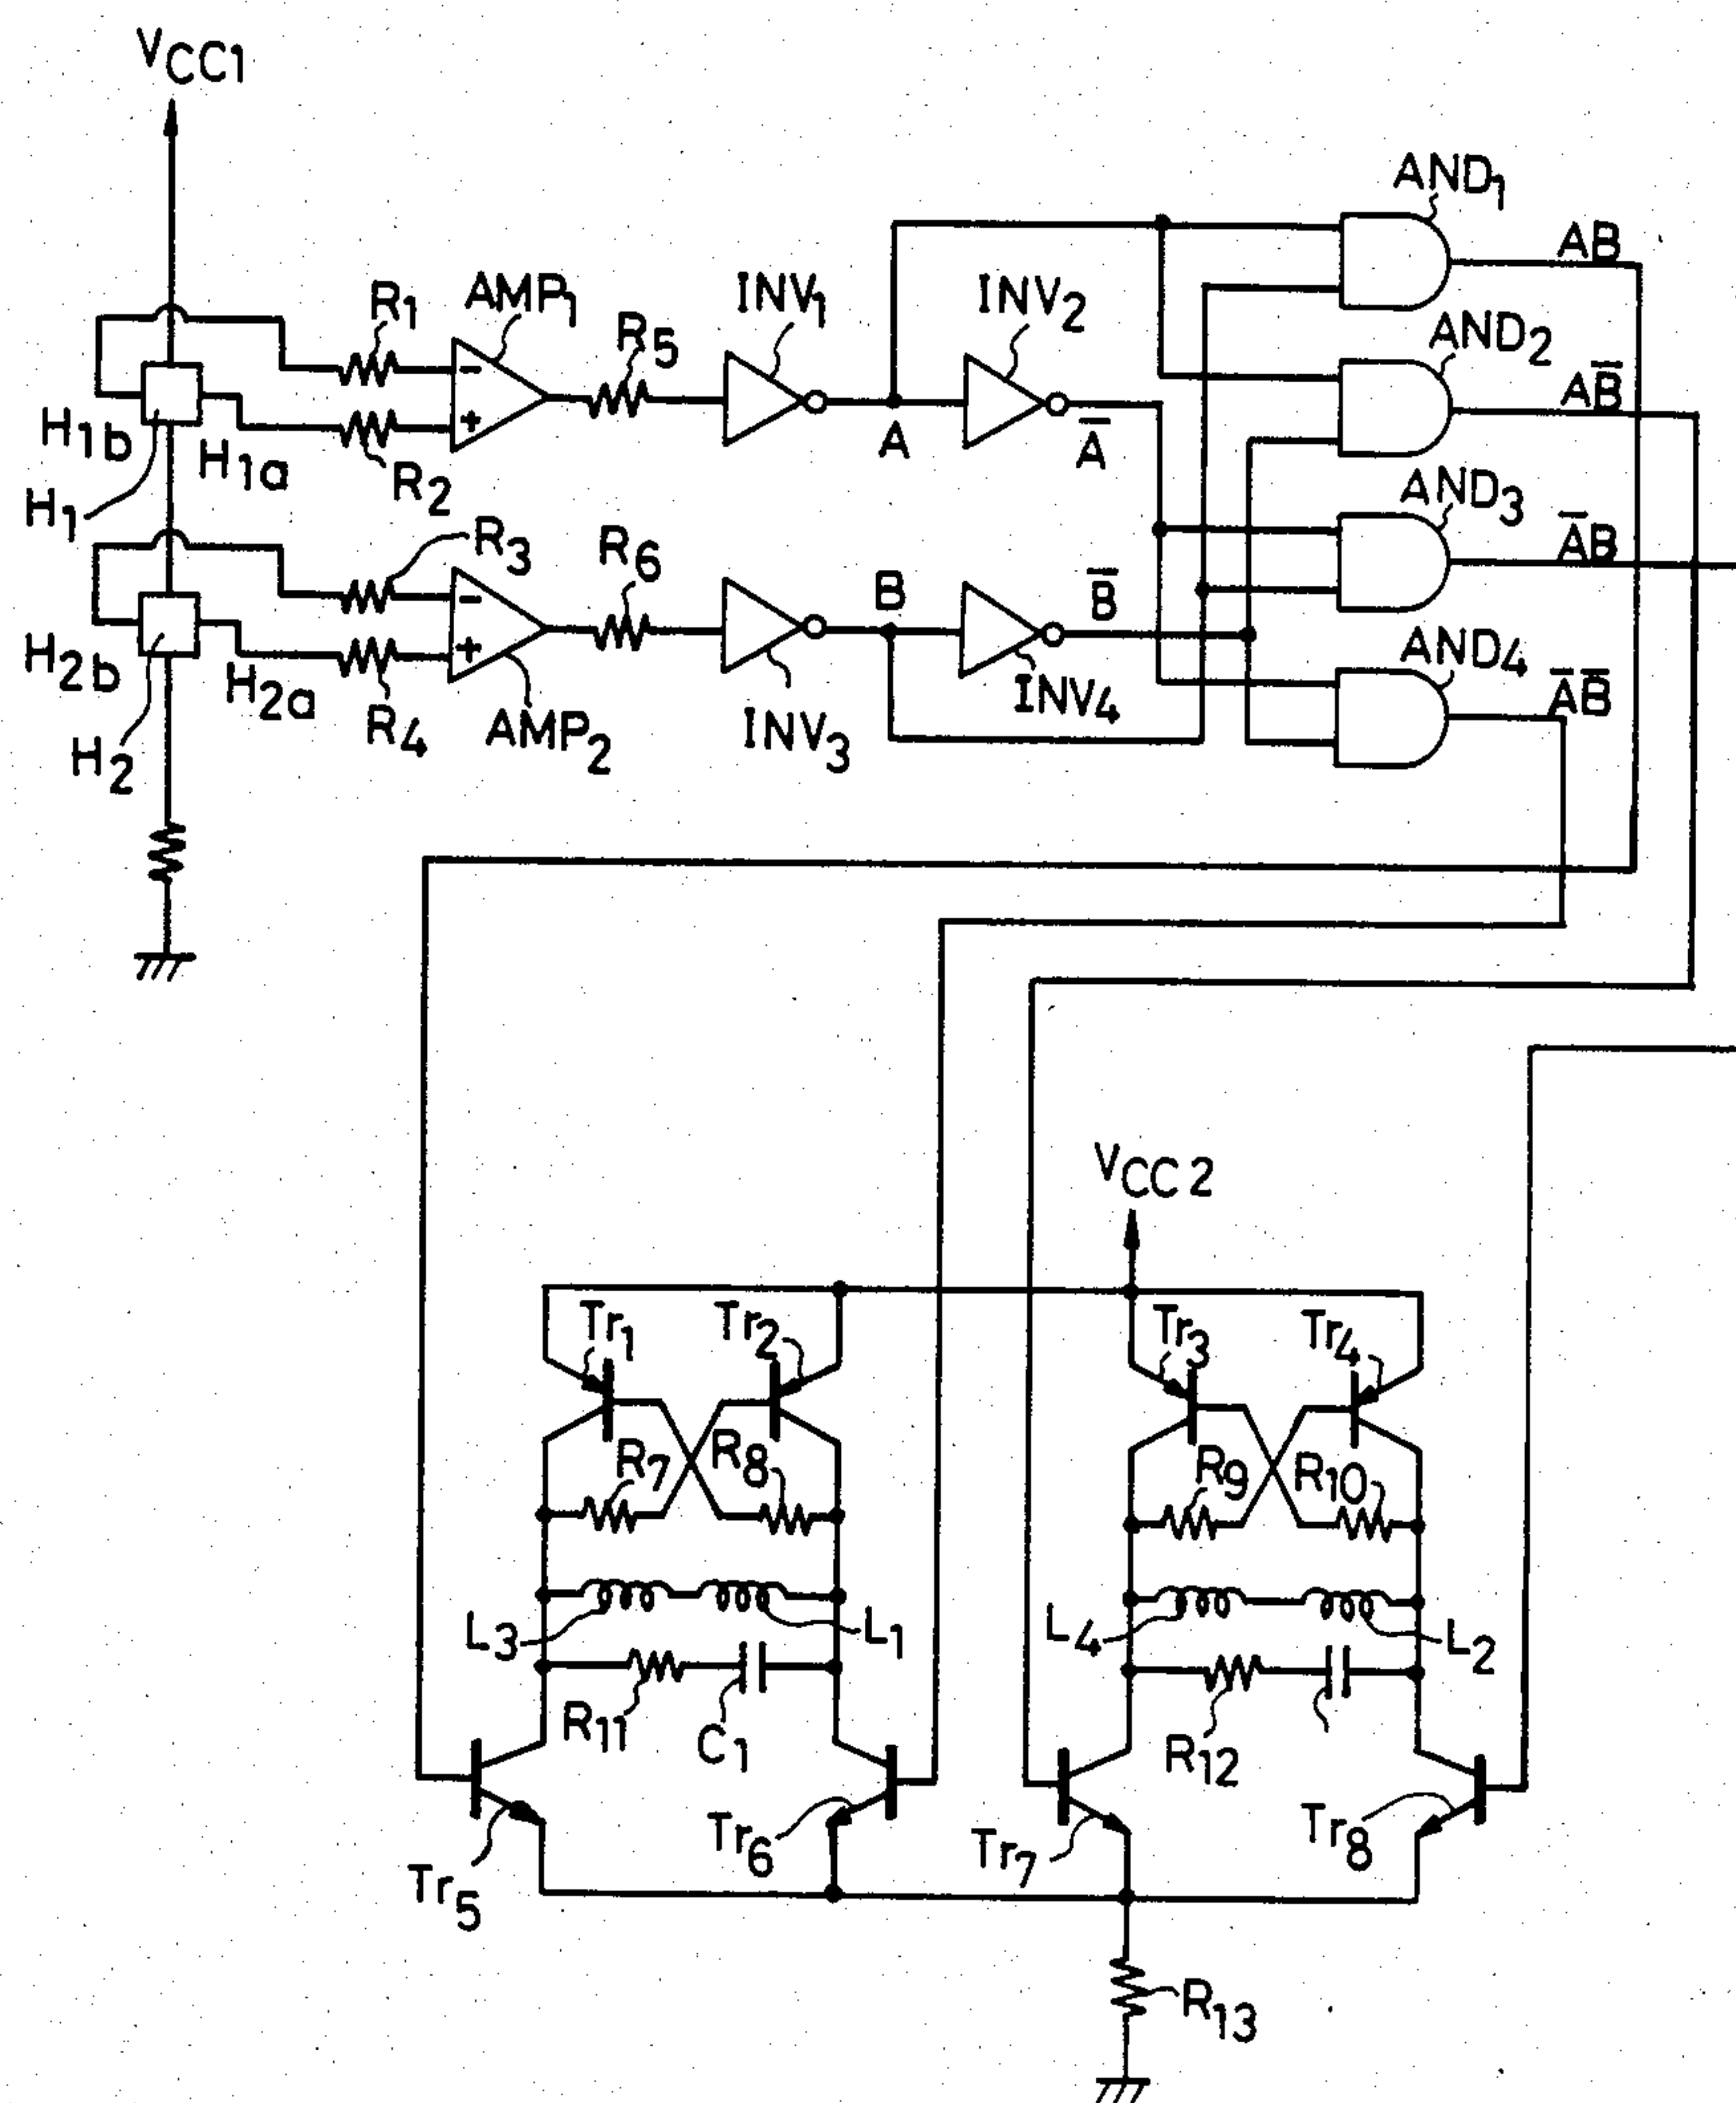 VCC1
AND1
AB
R1
AMP1
R5
INV1
INV2
AND2
AB̅
H1b
H1a
R2
A
A̅
AND3
H1
R3
R6
A̅B
B
B̅
AND4
H2b
H2a
R4
AMP2
INV3
INV4
A̅B̅
H2
VCC2
Tr1
Tr2
Tr3
Tr4
R7
R8
R9
R10
L3
L1
L4
L2
R11
C1
R12
Tr5
Tr6
Tr7
Tr8
R13